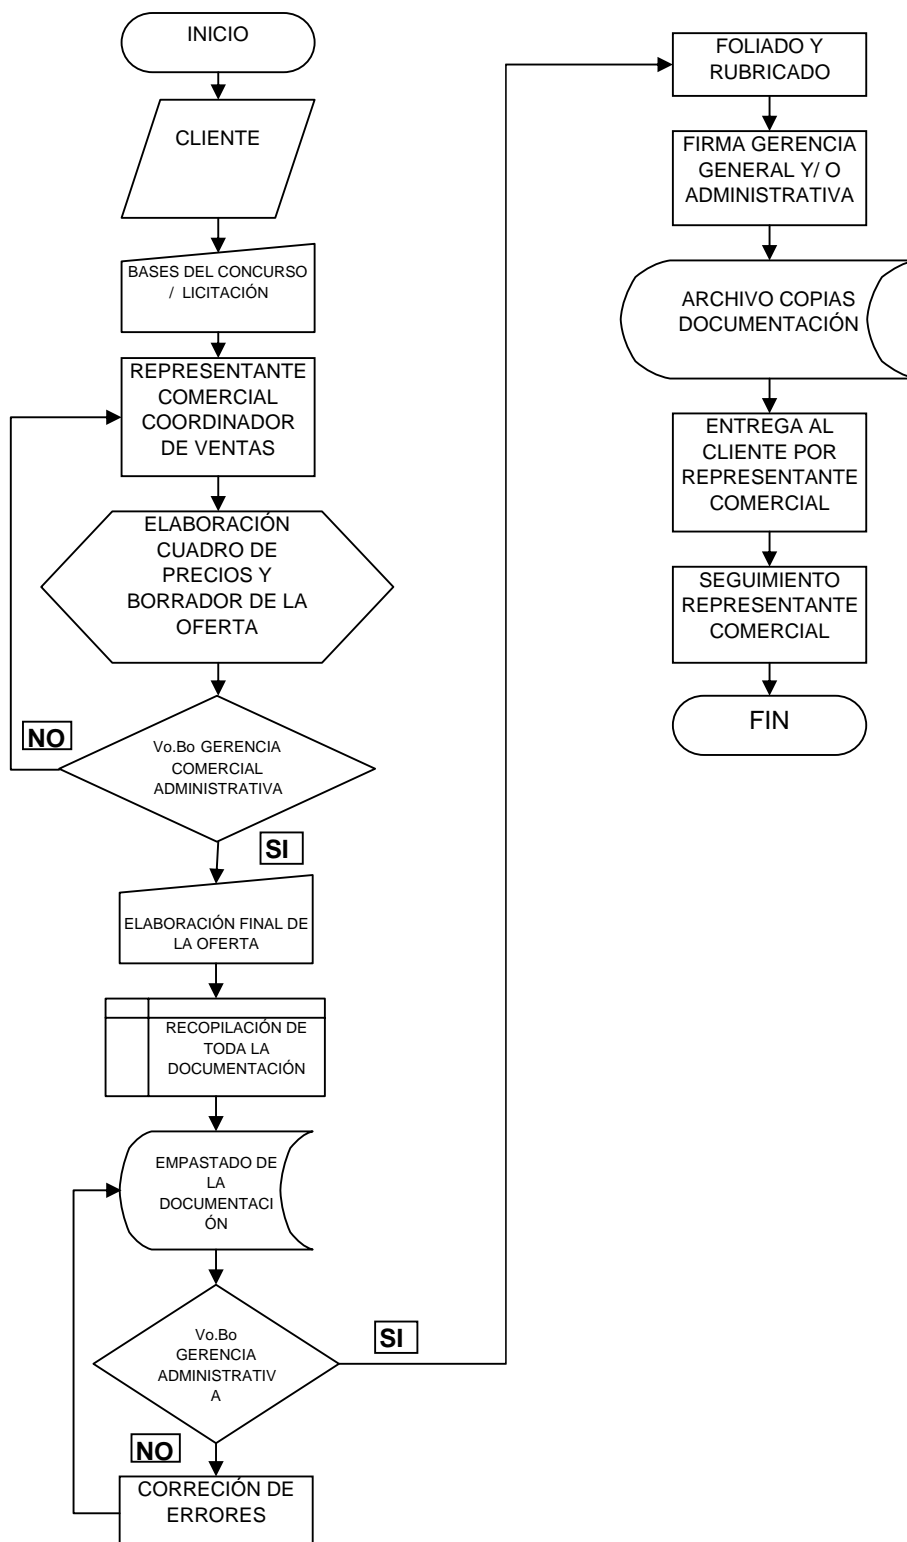 INICIO
CLIENTE
BASES DEL CONCURSO
/ LICITACIÓN
REPRESENTANTE
COMERCIAL
COORDINADOR
DE VENTAS
ELABORACIÓN
CUADRO DE
PRECIOS Y
BORRADOR DE LA
OFERTA
NO
Vo.Bo GERENCIA
COMERCIAL
ADMINISTRATIVA
SI
ELABORACIÓN FINAL DE
LA OFERTA
RECOPILACIÓN DE
TODA LA
DOCUMENTACIÓN
EMPASTADO DE
LA
DOCUMENTACI
ÓN
Vo.Bo
GERENCIA
ADMINISTRATIV
A
SI
NO
CORRECIÓN DE
ERRORES
FOLIADO Y
RUBRICADO
FIRMA GERENCIA
GENERAL Y/ O
ADMINISTRATIVA
ARCHIVO COPIAS
DOCUMENTACIÓN
ENTREGA AL
CLIENTE POR
REPRESENTANTE
COMERCIAL
SEGUIMIENTO
REPRESENTANTE
COMERCIAL
FIN